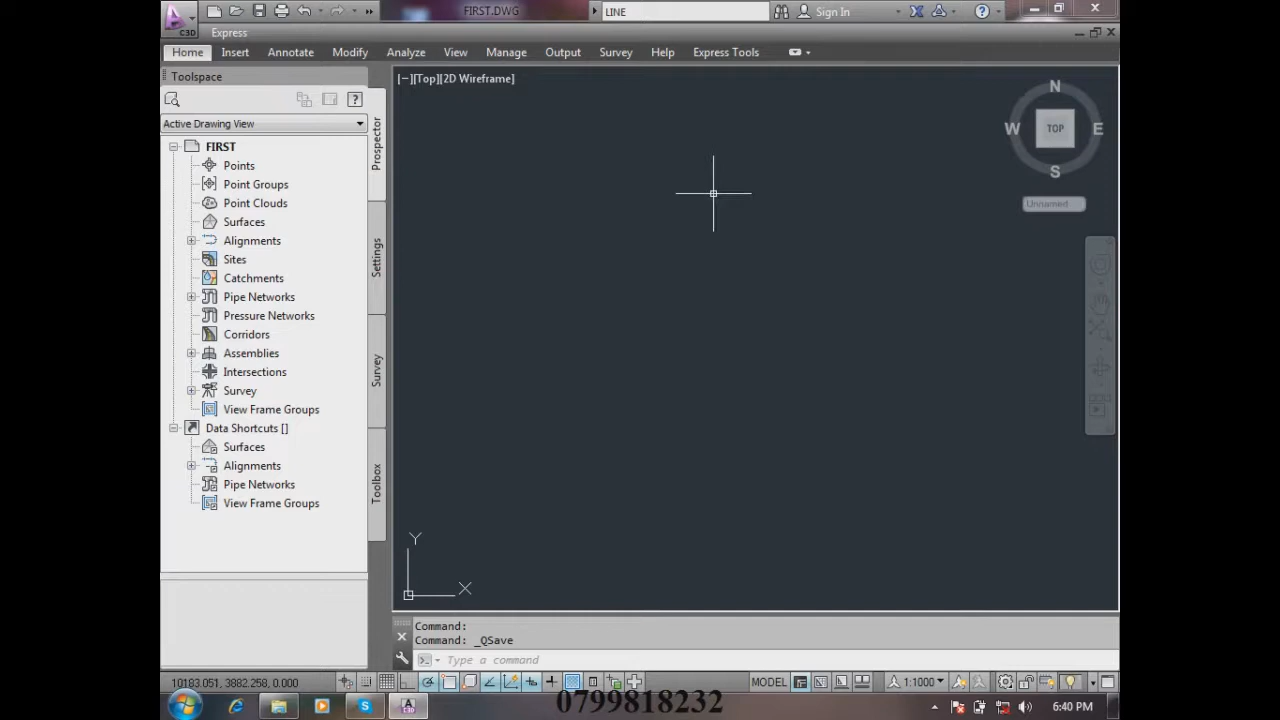 FIRST.DWG
LINE
Sign In
C3D
Express
Home Insert Annotate Modify Analyze View Manage Output Survey Help Express Tools
Toolspace
[−][Top][2D Wireframe]
Active Drawing View
FIRST
Points
Point Groups
Point Clouds
Surfaces
Alignments
Sites
Catchments
Pipe Networks
Pressure Networks
Corridors
Assemblies
Intersections
Survey
View Frame Groups
Data Shortcuts []
Surfaces
Alignments
Pipe Networks
View Frame Groups
Prospector
Settings
Survey
Toolbox
N
W TOP E
S
Unnamed
Y
X
Command:
Command: _QSave
Type a command
10183.051, 3882.258, 0.000
MODEL
1:1000
0799818232
6:40 PM